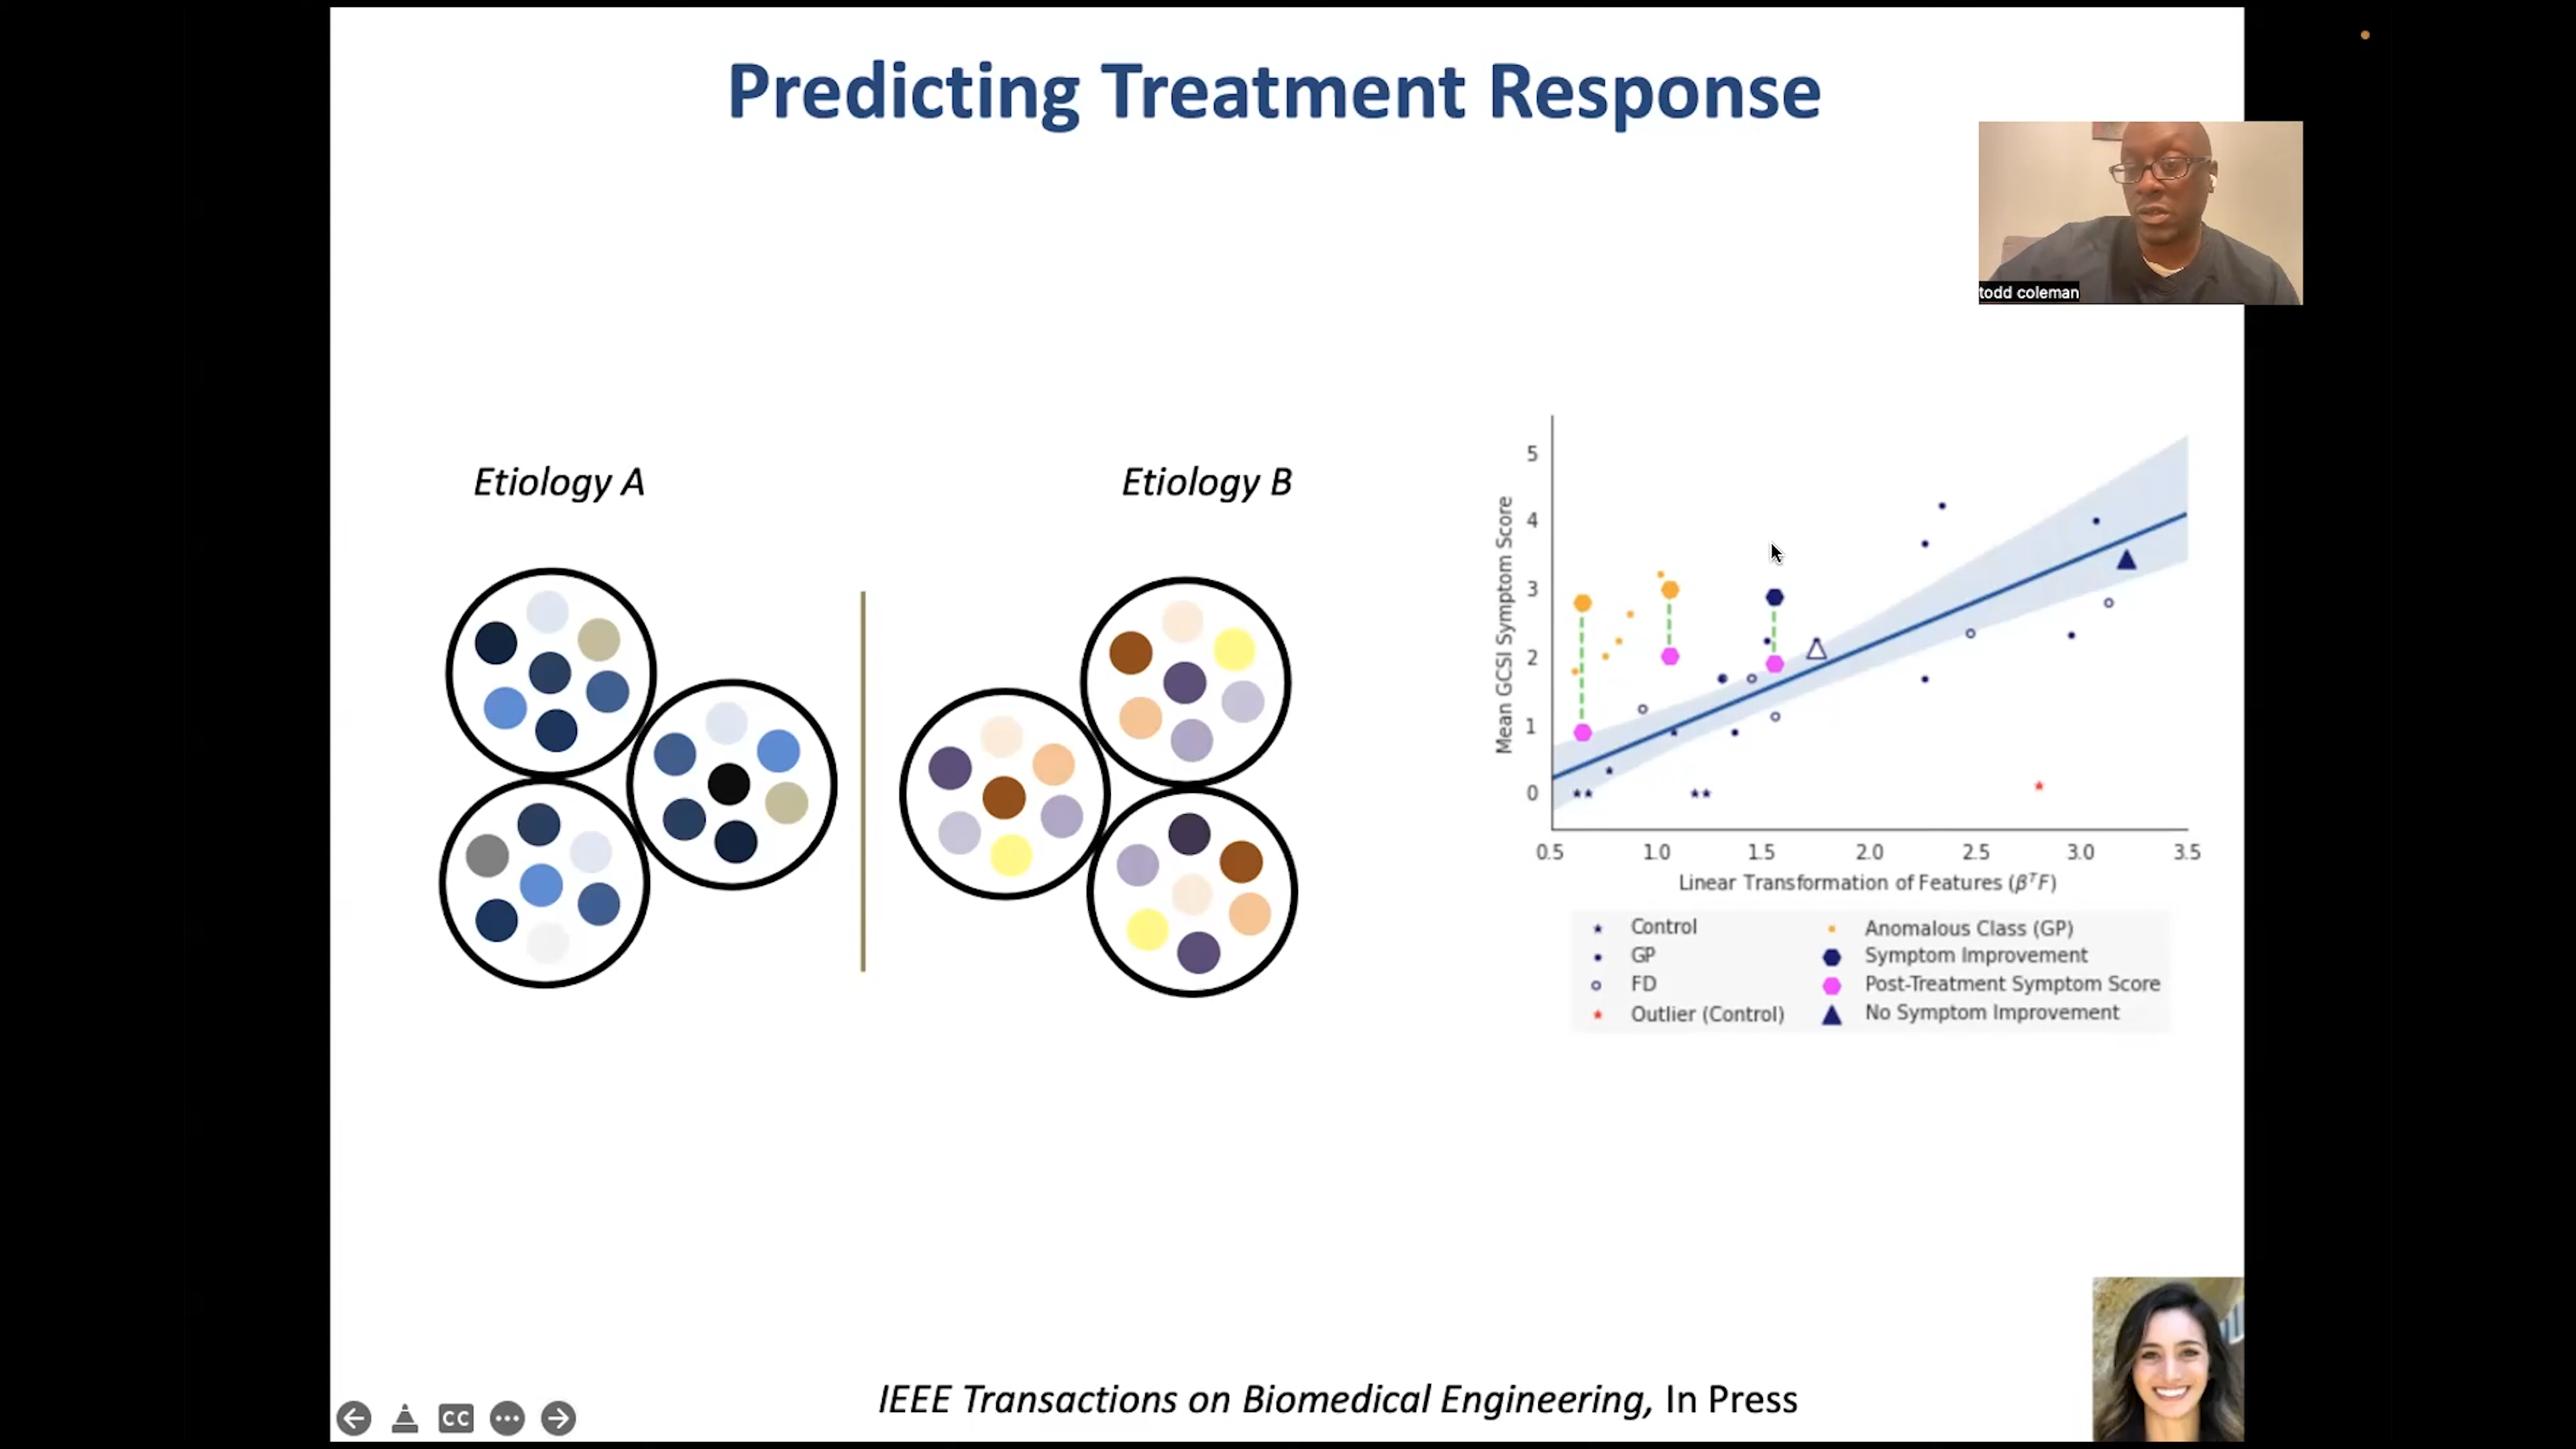 Predicting Treatment Response
todd coleman
Etiology A
Etiology B
Mean GCSI Symptom Score
5
4
3
2
1
0
0.5 1.0 1.5 2.0 2.5 3.0 3.5
Linear Transformation of Features (βᵀF)
Control
GP
FD
Outlier (Control)
Anomalous Class (GP)
Symptom Improvement
Post-Treatment Symptom Score
No Symptom Improvement
IEEE Transactions on Biomedical Engineering, In Press
CC